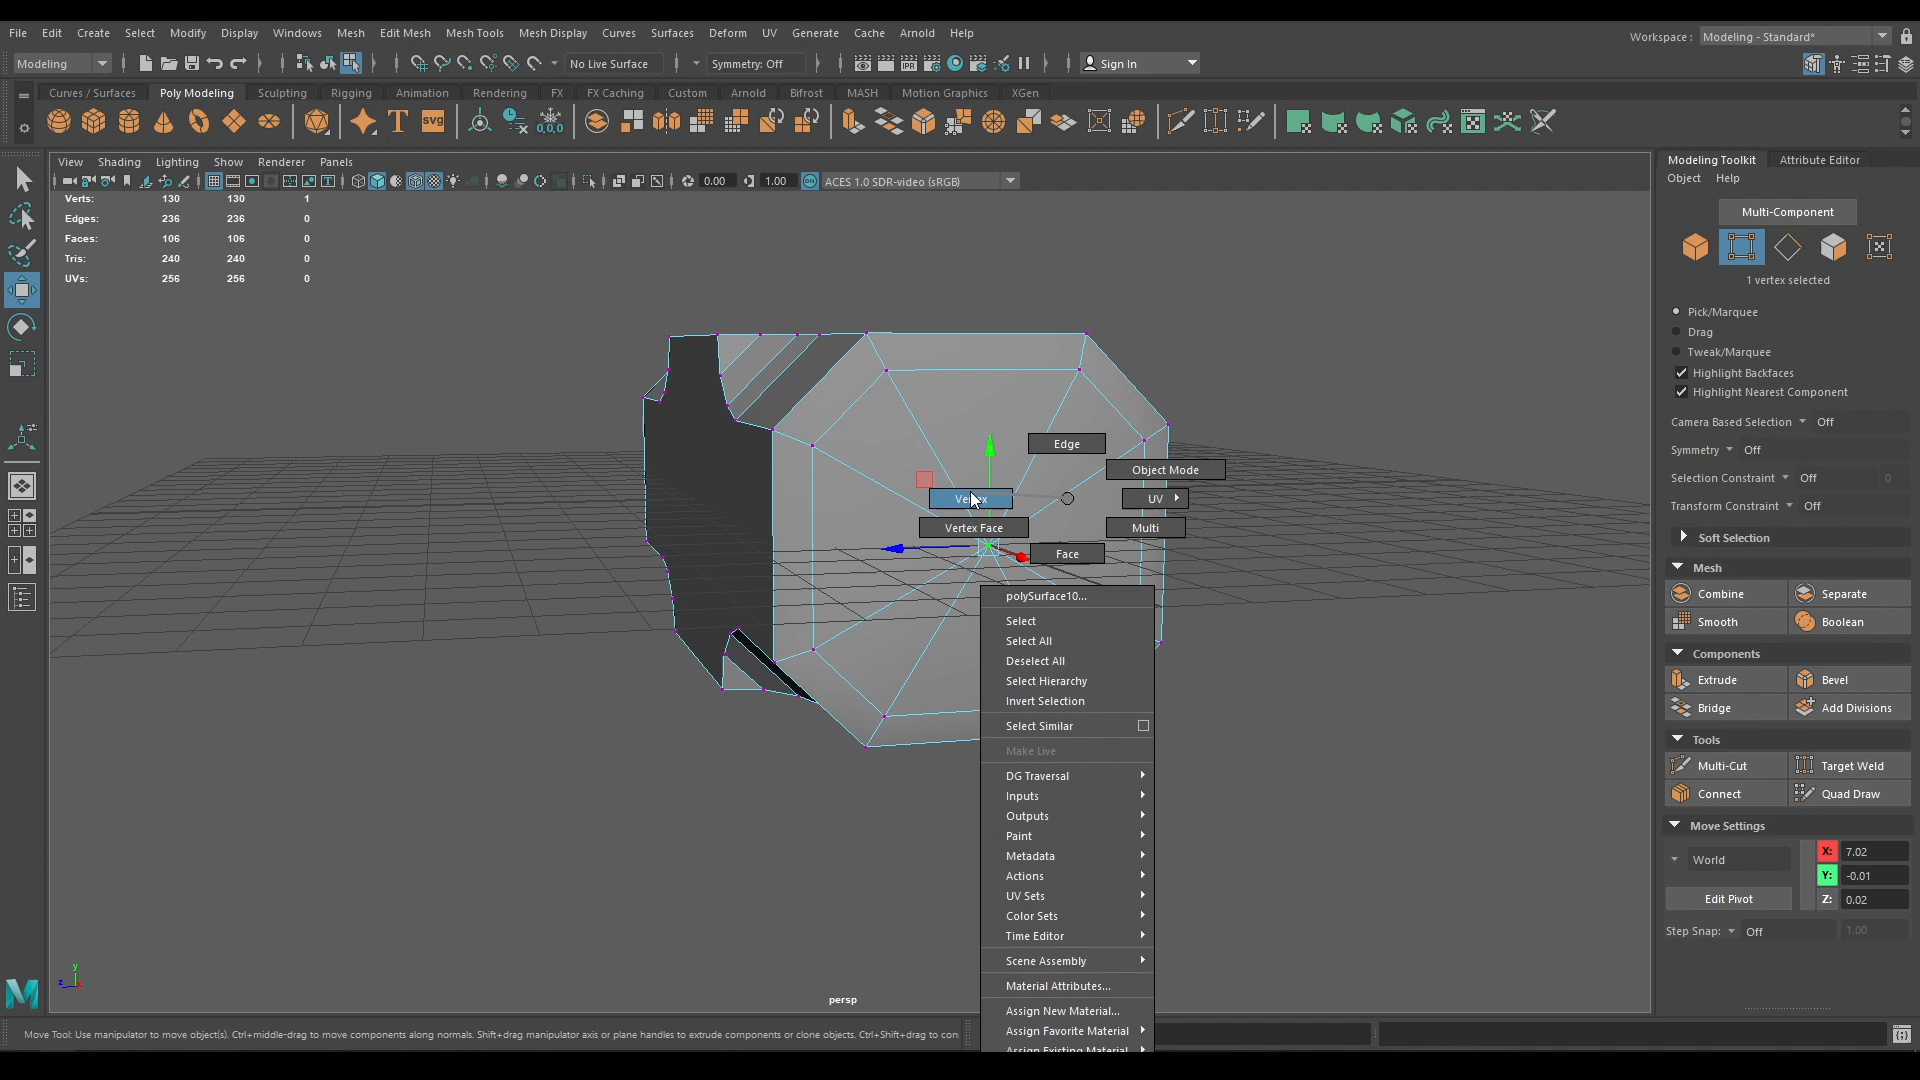 File Edit Create Select Modify Display Windows Mesh Edit Mesh Mesh Tools Mesh Display Curves Surfaces Deform UV Generate Cache Arnold Help
Workspace : Modeling - Standard*
Modeling
No Live Surface
Symmetry: Off
Sign In
Curves / Surfaces Poly Modeling Sculpting Rigging Animation Rendering FX FX Caching Custom Arnold Bifrost MASH Motion Graphics XGen
T svg 0,0,0
IPR
View Shading Lighting Show Renderer Panels
0.00 1.00 ON ACES 1.0 SDR-video (sRGB)
Verts: 130 130 1
Edges: 236 236 0
Faces: 106 106 0
Tris: 240 240 0
UVs: 256 256 0
Edge
Object Mode
Vertex
UV
Vertex Face
Multi
Face
polySurface10...
Select
Select All
Deselect All
Select Hierarchy
Invert Selection
Select Similar
Make Live
DG Traversal
Inputs
Outputs
Paint
Metadata
Actions
UV Sets
Color Sets
Time Editor
Scene Assembly
Material Attributes...
Assign New Material...
Assign Favorite Material
Assign Existing Material
y
z
persp
M
Modeling Toolkit Attribute Editor
Object Help
Multi-Component
1 vertex selected
Pick/Marquee
Drag
Tweak/Marquee
Highlight Backfaces
Highlight Nearest Component
Camera Based Selection Off
Symmetry Off
Selection Constraint Off 0
Transform Constraint Off
Soft Selection
Mesh
Combine Separate
Smooth Boolean
Components
Extrude Bevel
Bridge Add Divisions
Tools
Multi-Cut Target Weld
Connect Quad Draw
Move Settings
World
X: 7.02
Y: -0.01
Edit Pivot
Z: 0.02
Step Snap: Off 1.00
Move Tool: Use manipulator to move object(s). Ctrl+middle-drag to move components along normals. Shift+drag manipulator axis or plane handles to extrude components or clone objects. Ctrl+Shift+drag to con